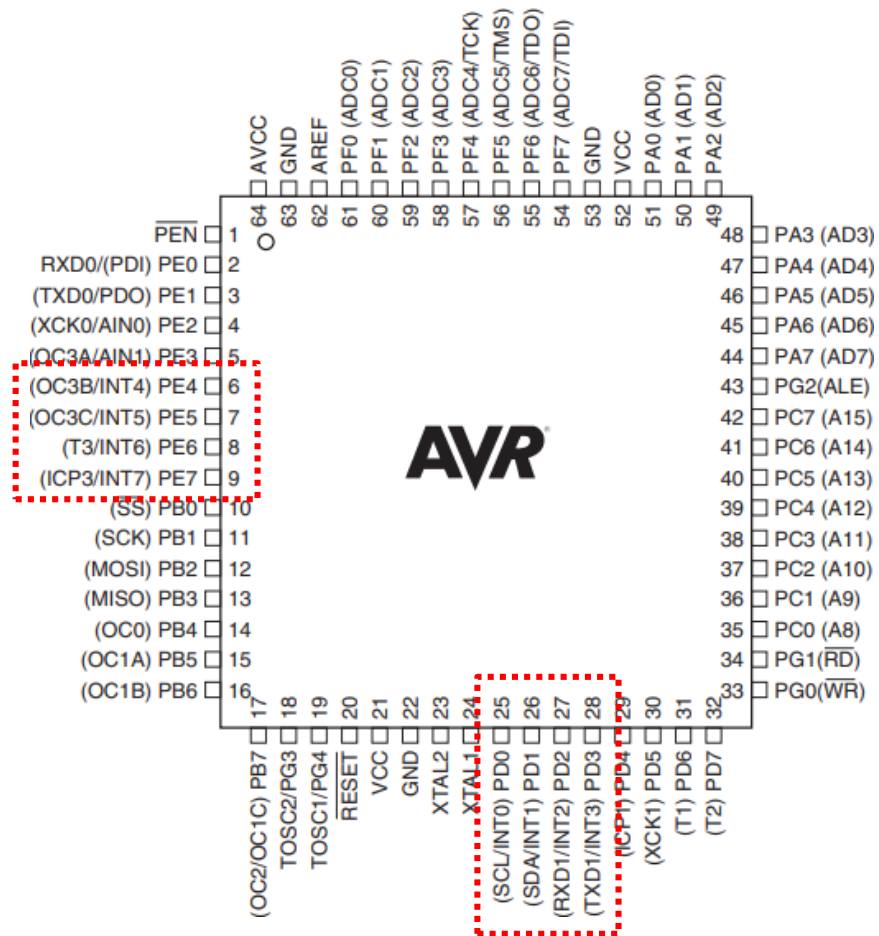 AVCC
GND
AREF
PF0 (ADC0)
PF1 (ADC1)
PF2 (ADC2)
PF3 (ADC3)
PF4 (ADC4/TCK)
PF5 (ADC5/TMS)
PF6 (ADC6/TDO)
PF7 (ADC7/TDI)
GND
VCC
PA0 (AD0)
PA1 (AD1)
PA2 (AD2)
64
63
62
61
60
59
58
57
56
55
54
53
52
51
50
49
PEN 1
RXD0/(PDI) PE0 2
(TXD0/PDO) PE1 3
(XCK0/AIN0) PE2 4
(OC3A/AIN1) PE3 5
(OC3B/INT4) PE4 6
(OC3C/INT5) PE5 7
(T3/INT6) PE6 8
(ICP3/INT7) PE7 9
(SS) PB0 10
(SCK) PB1 11
(MOSI) PB2 12
(MISO) PB3 13
(OC0) PB4 14
(OC1A) PB5 15
(OC1B) PB6 16
AVR®
48 PA3 (AD3)
47 PA4 (AD4)
46 PA5 (AD5)
45 PA6 (AD6)
44 PA7 (AD7)
43 PG2(ALE)
42 PC7 (A15)
41 PC6 (A14)
40 PC5 (A13)
39 PC4 (A12)
38 PC3 (A11)
37 PC2 (A10)
36 PC1 (A9)
35 PC0 (A8)
34 PG1(RD)
33 PG0(WR)
17
18
19
20
21
22
23
24
25
26
27
28
29
30
31
32
(OC2/OC1C) PB7
TOSC2/PG3
TOSC1/PG4
RESET
VCC
GND
XTAL2
XTAL1
(SCL/INT0) PD0
(SDA/INT1) PD1
(RXD1/INT2) PD2
(TXD1/INT3) PD3
(ICP1) PD4
(XCK1) PD5
(T1) PD6
(T2) PD7